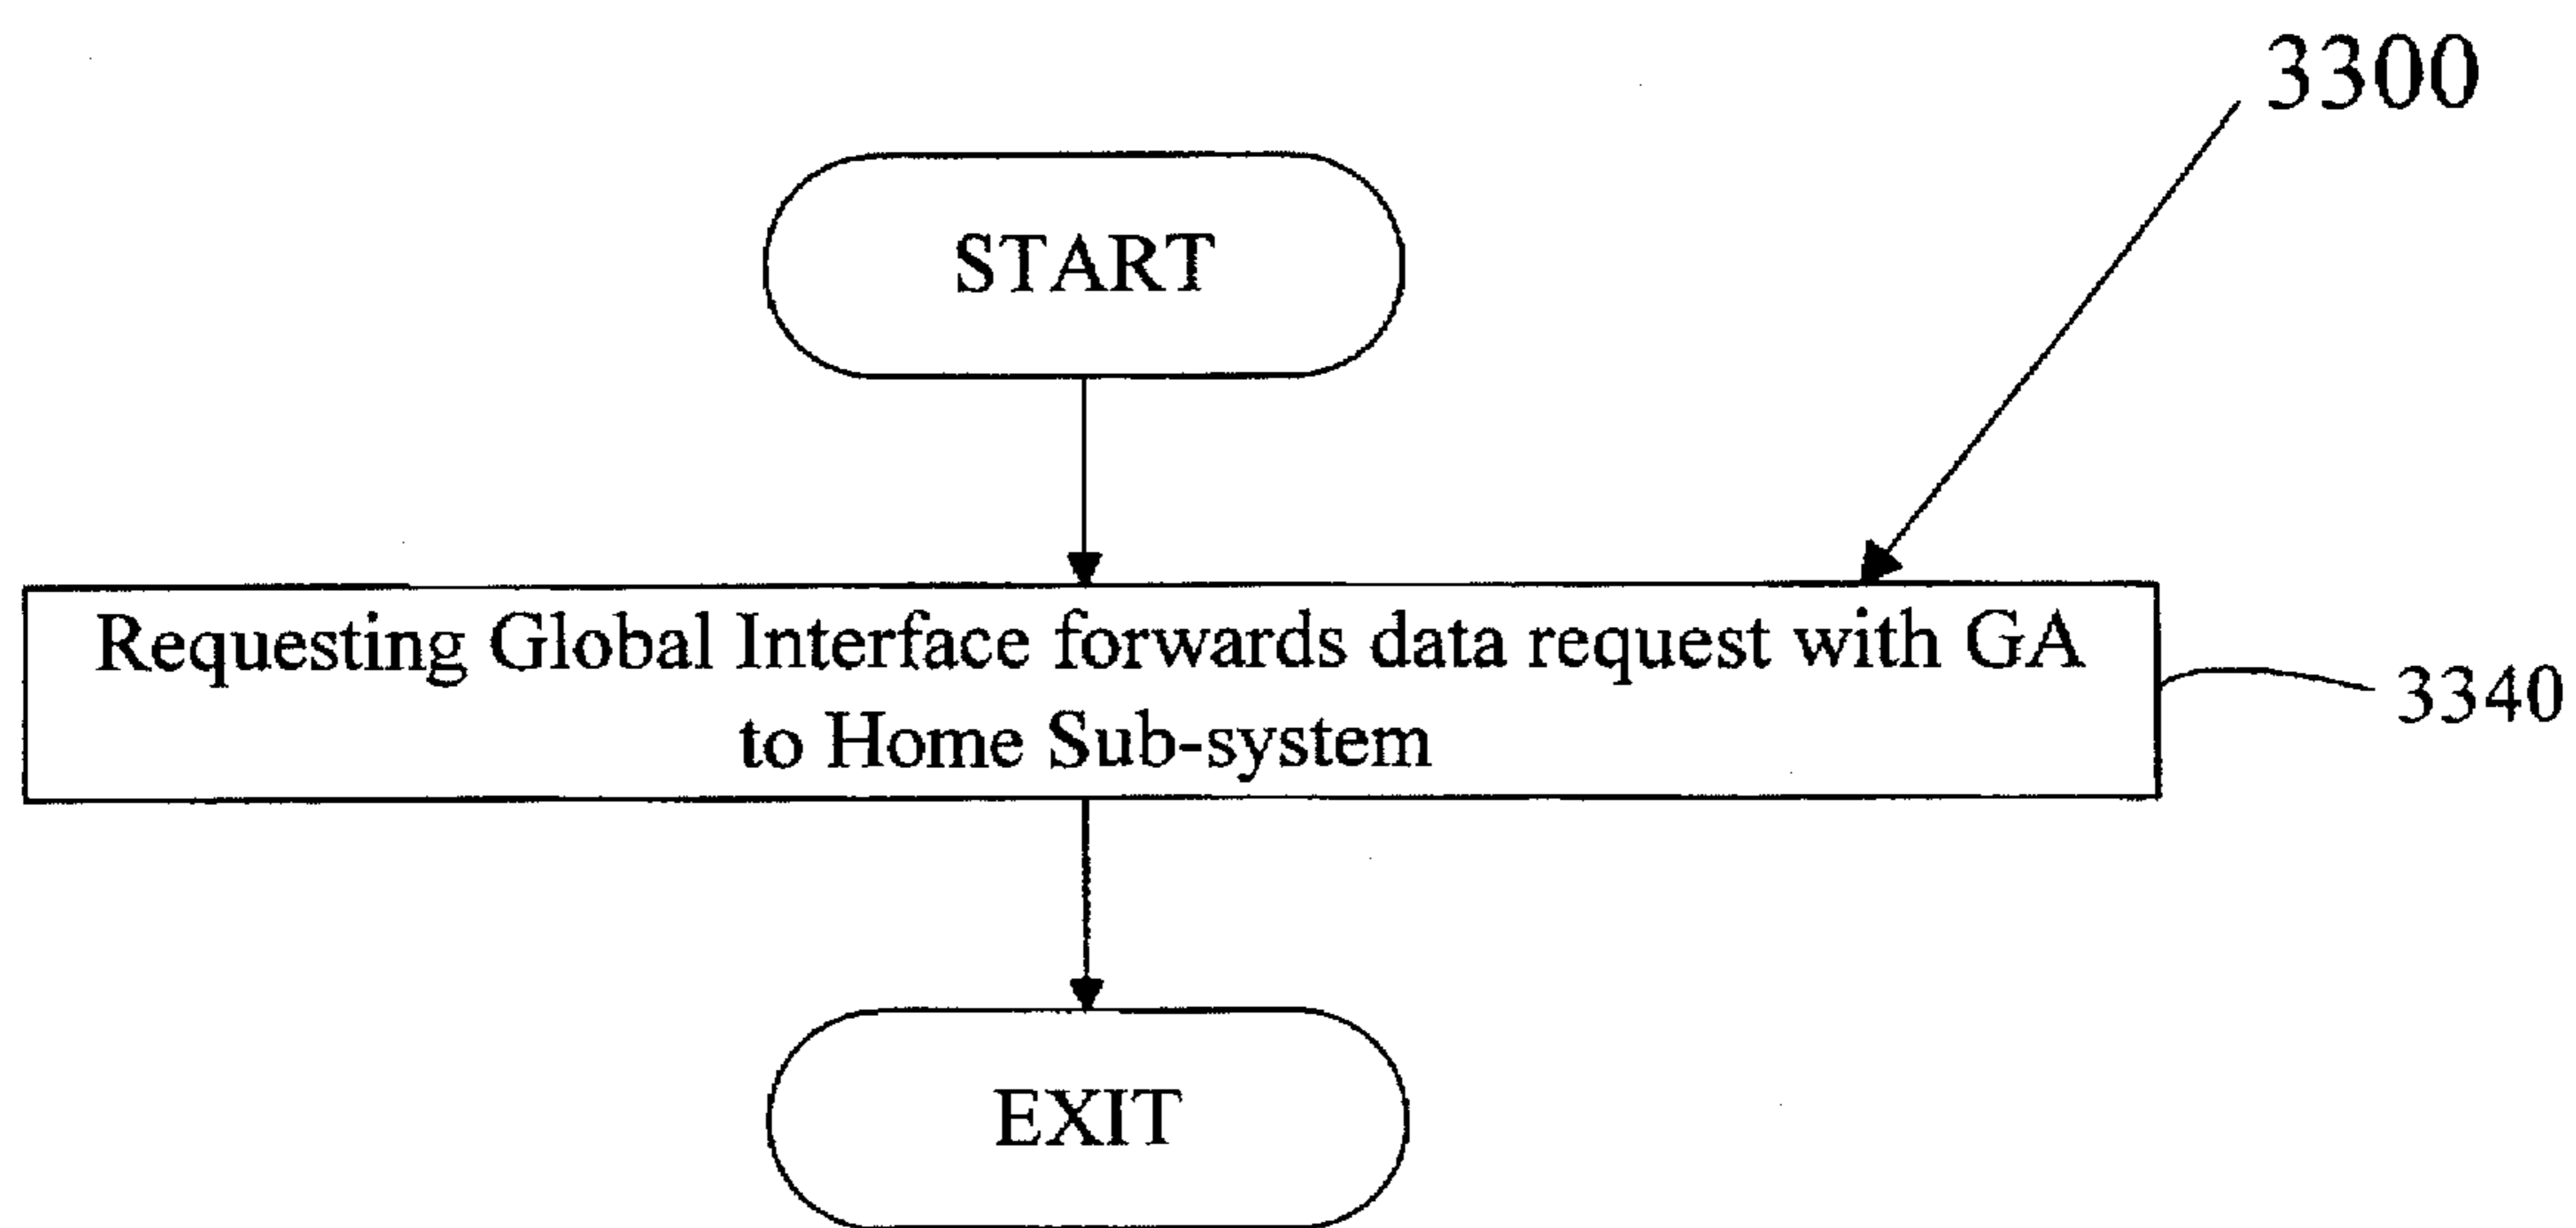 3300
START
Requesting Global Interface forwards data request with GA
to Home Sub-system
3340
EXIT